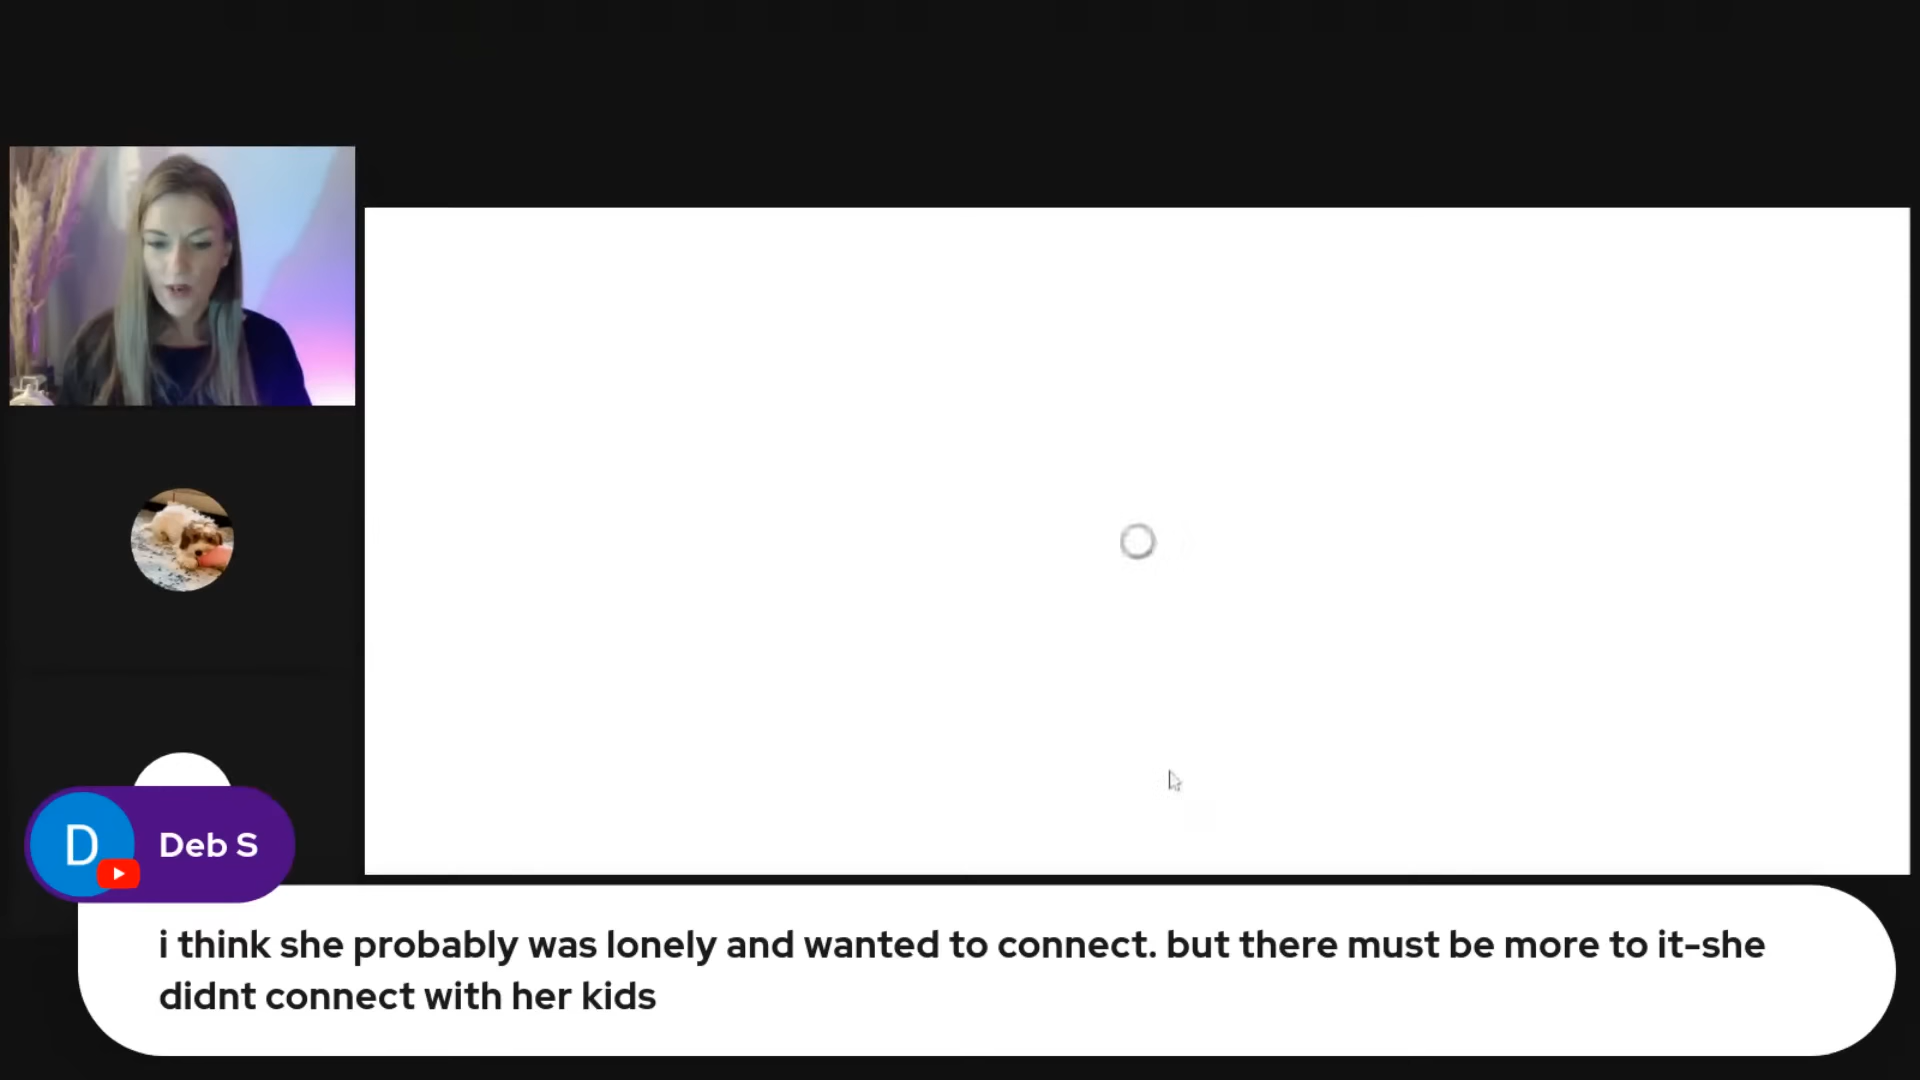 D
Deb S
i think she probably was lonely and wanted to connect. but there must be more to it-she
didnt connect with her kids